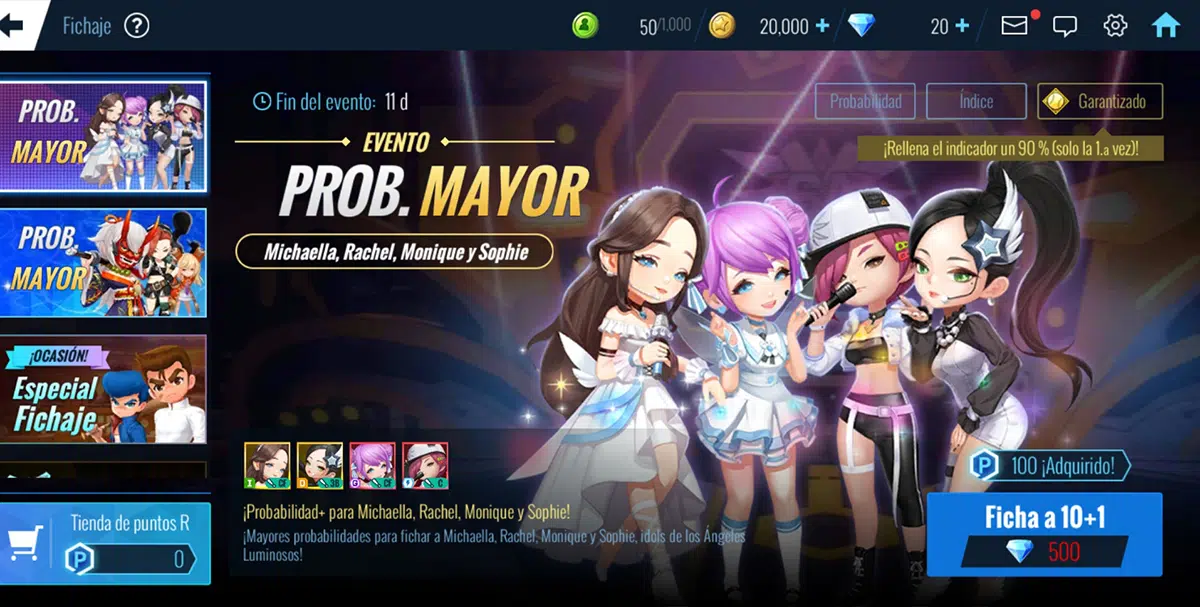 Fichaje ?
50/1,000
20,000 +
20 +
PROB.
MAYOR
PROB.
MAYOR
¡OCASIÓN!
Especial
Fichaje
Tienda de puntos R
P 0
Fin del evento: 11 d
EVENTO
PROB. MAYOR
Michaella, Rachel, Monique y Sophie
Probabilidad
Índice
Garantizado
¡Rellena el indicador un 90 % (solo la 1.a vez)!
¡Probabilidad+ para Michaella, Rachel, Monique y Sophie!
¡Mayores probabilidades para fichar a Michaella, Rachel, Monique y Sophie, idols de los Ángeles
Luminosos!
P 100 ¡Adquirido!
Ficha a 10+1
500